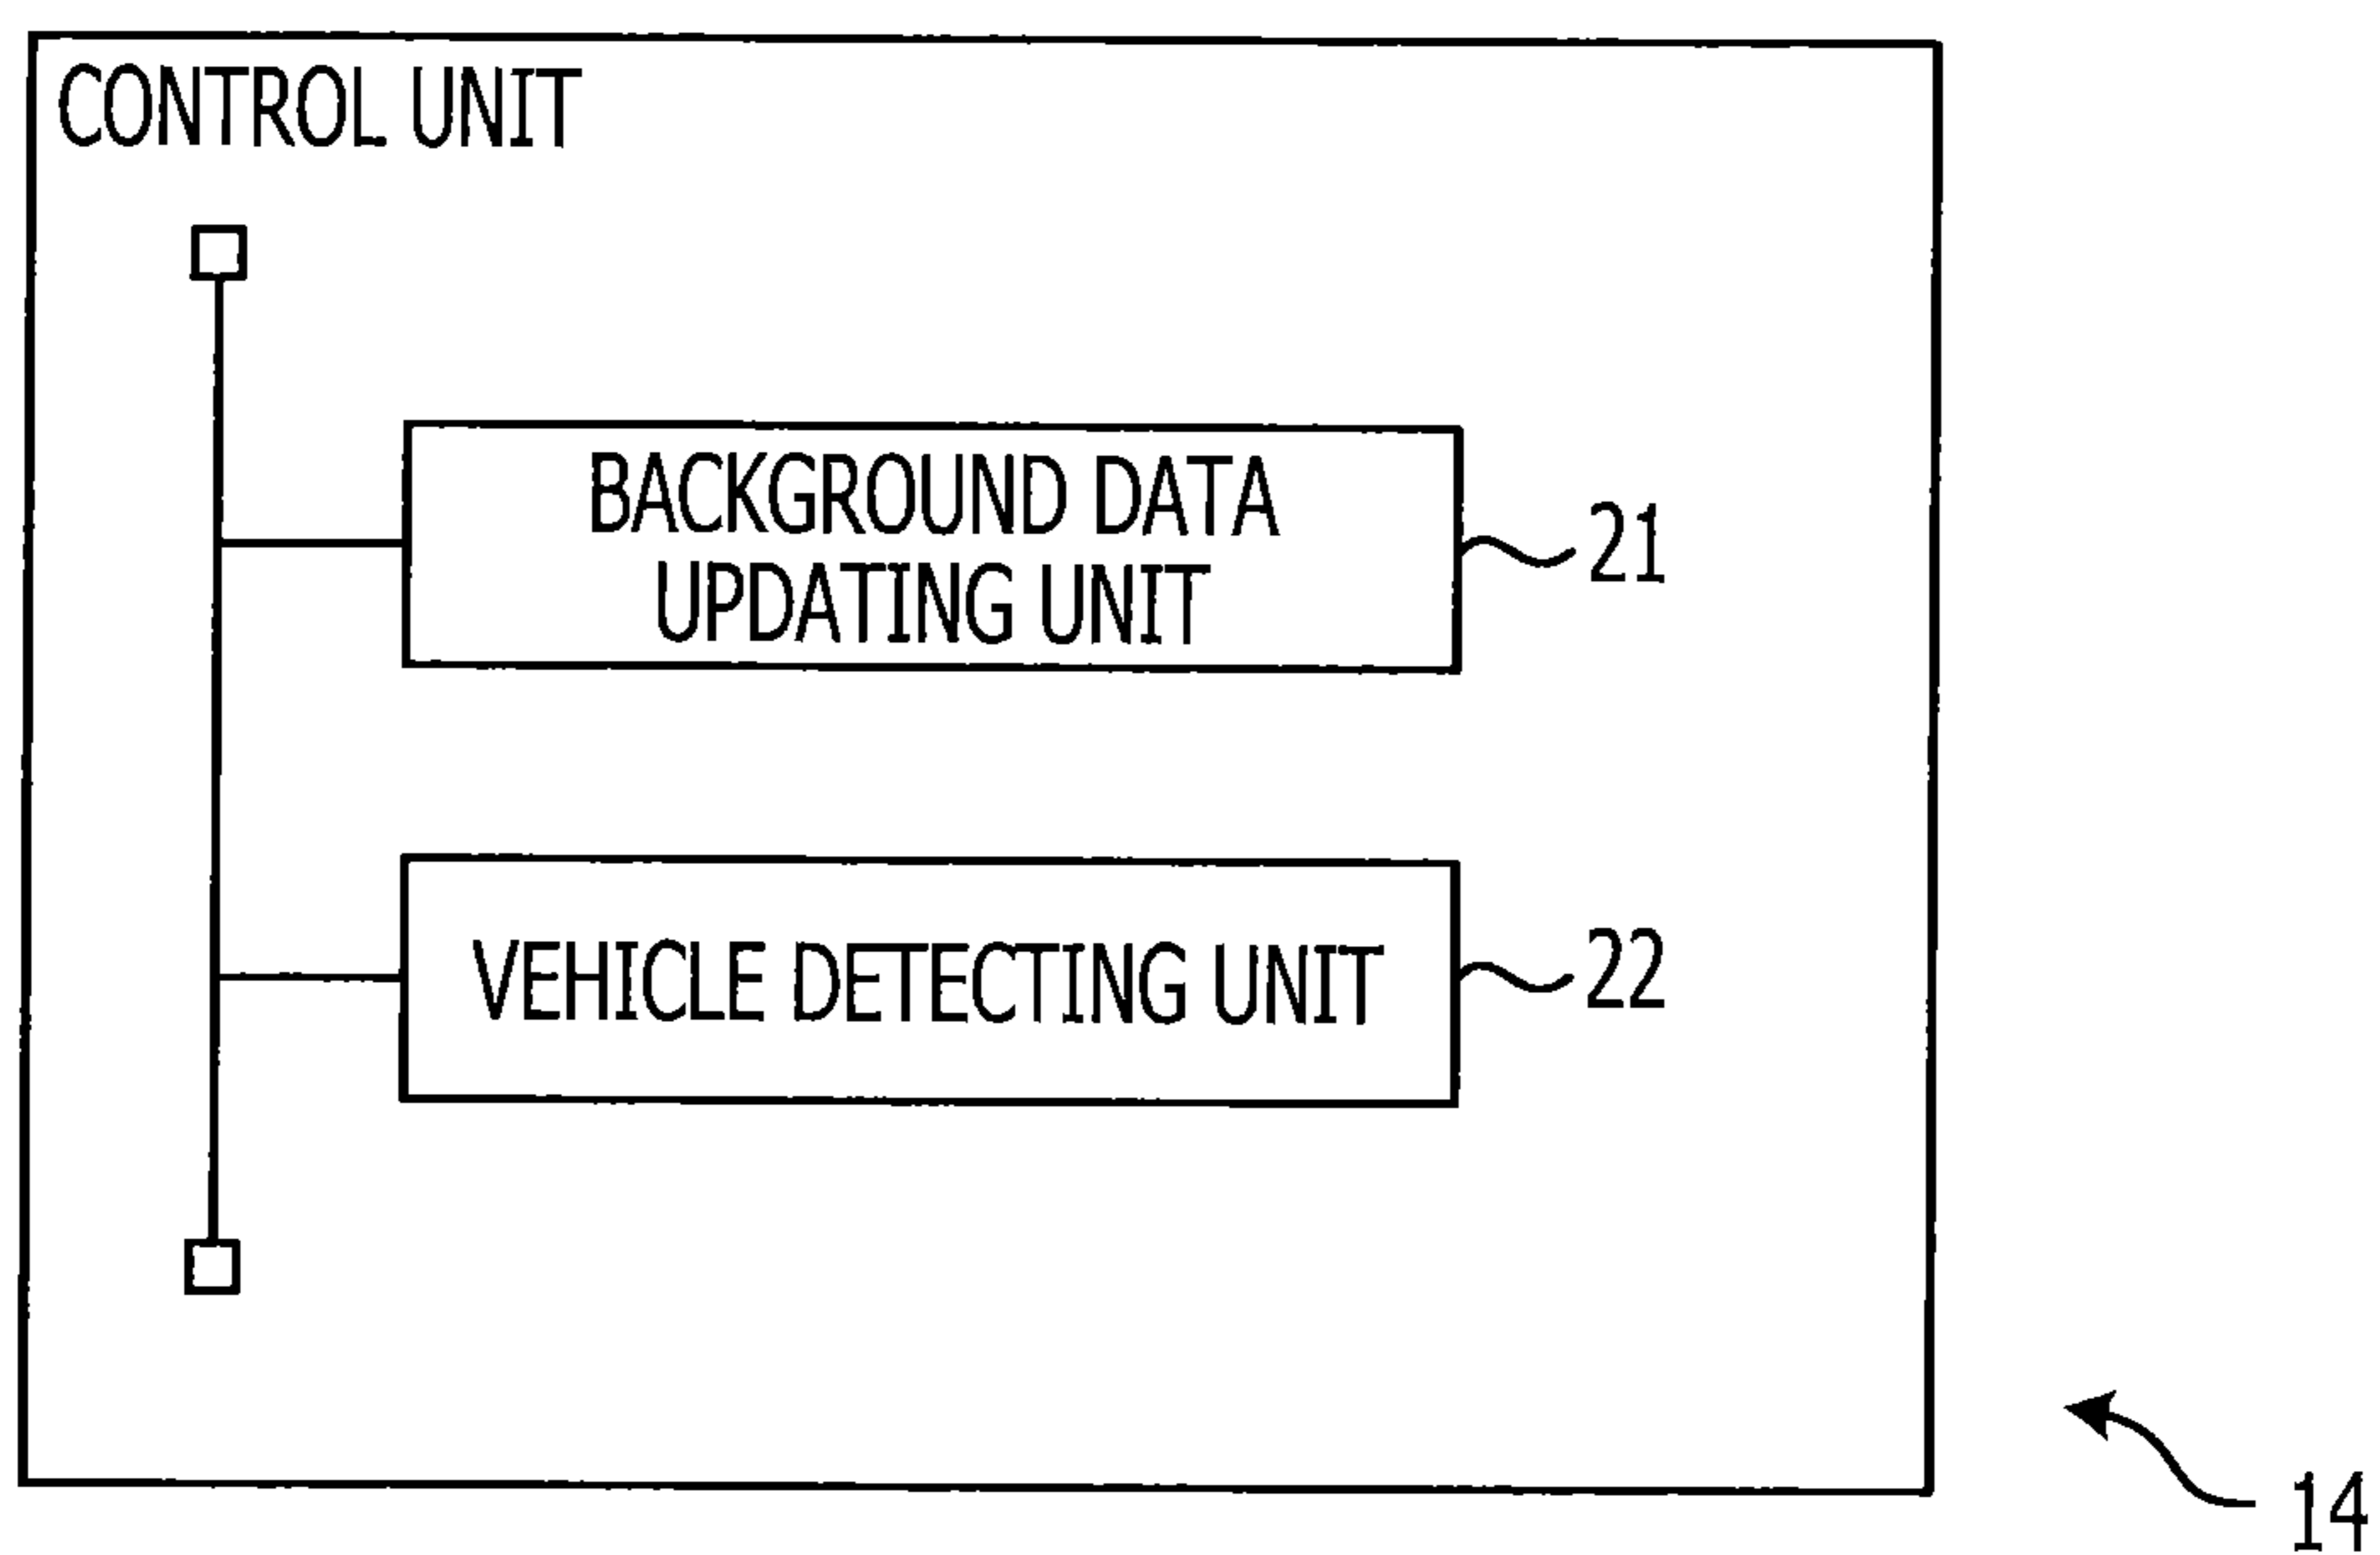 CONTROL UNIT
BACKGROUND DATA
UPDATING UNIT
21
VEHICLE DETECTING UNIT
22
14